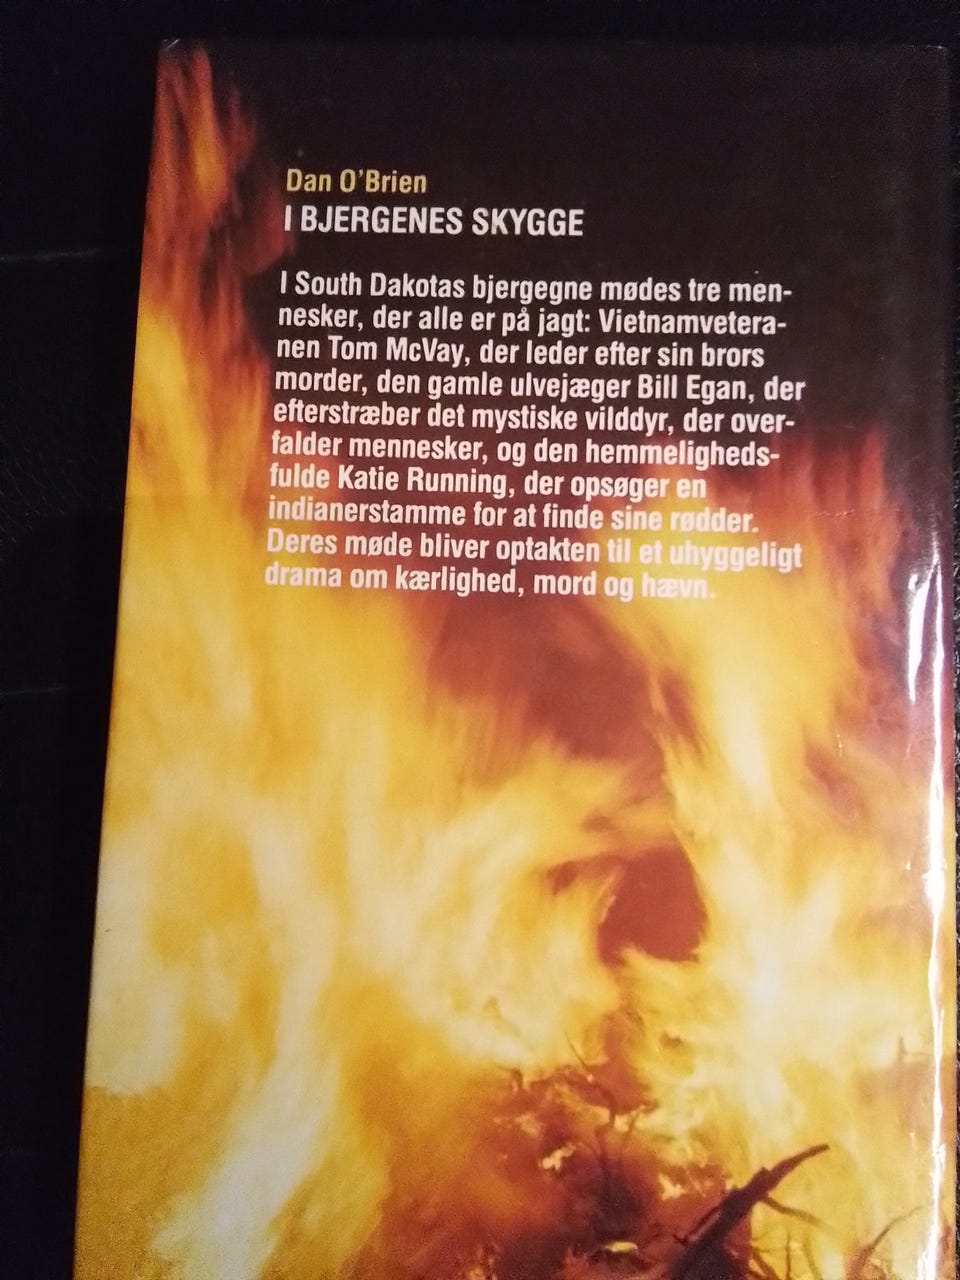 Dan O'Brien
I BJERGENES SKYGGE
I South Dakotas bjergegne mødes tre men-
nesker, der alle er på jagt: Vietnamvetera-
nen Tom McVay, der leder efter sin brors
morder, den gamle ulvejæger Bill Egan, der
efterstræber det mystiske vilddyr, der over-
falder mennesker, og den hemmeligheds-
fulde Katie Running, der opsøger en
indianerstamme for at finde sine rødder.
Deres møde bliver optakten til et uhyggeligt
drama om kærlighed, mord og hævn.